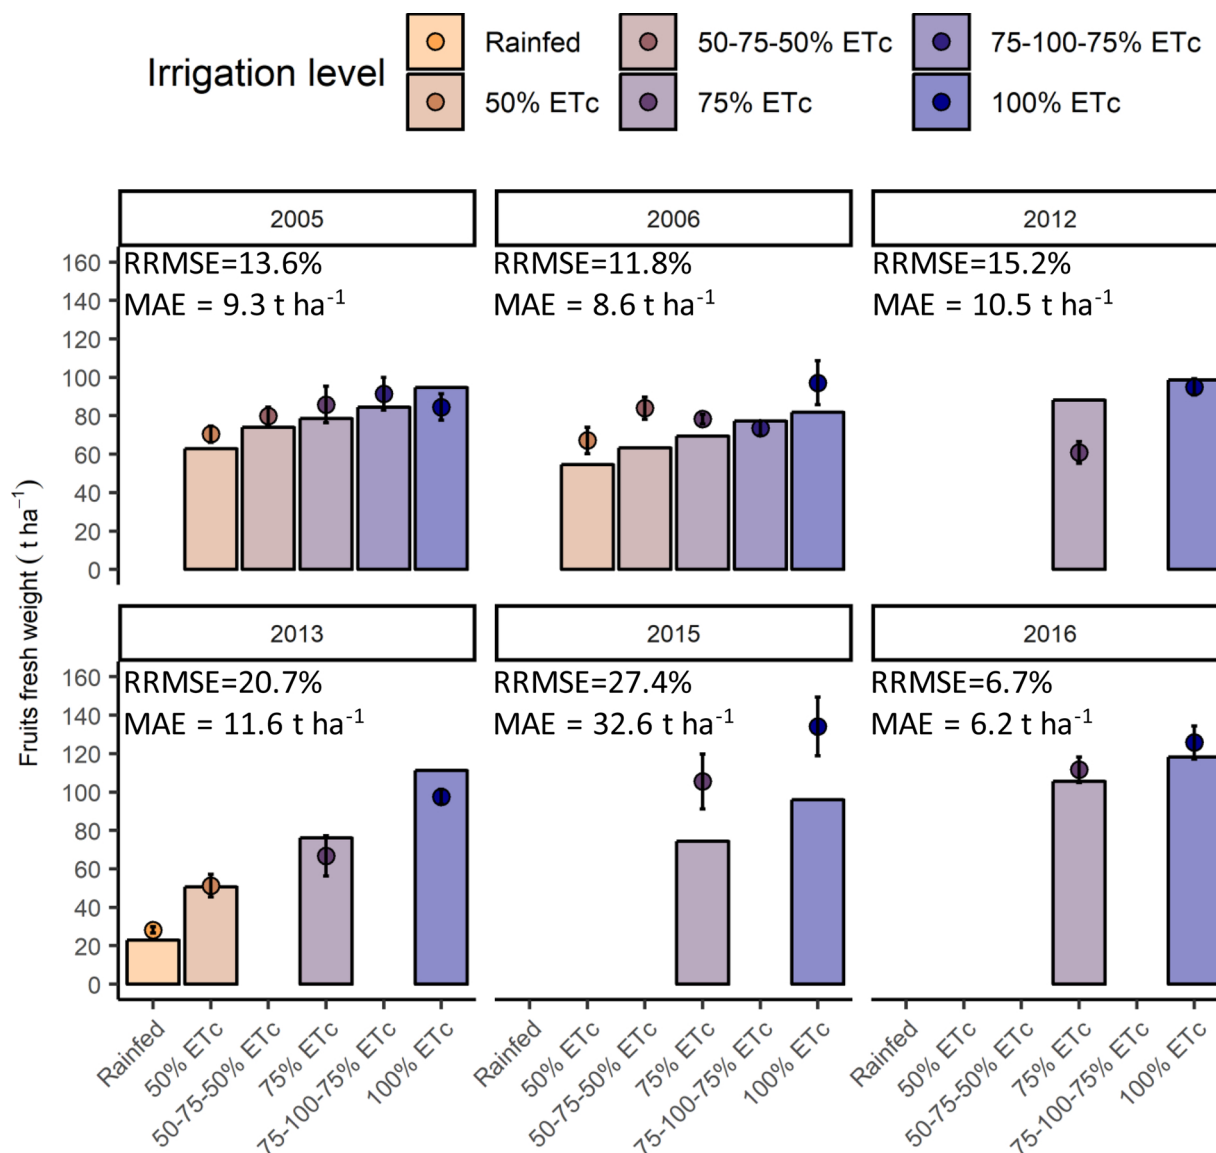 Irrigation level
Rainfed
50-75-50% ETc
75-100-75% ETc
50% ETc
75% ETc
100% ETc
2005
2006
2012
RRMSE=13.6%
MAE = 9.3 t ha⁻¹
RRMSE=11.8%
MAE = 8.6 t ha⁻¹
RRMSE=15.2%
MAE = 10.5 t ha⁻¹
160
140
120
100
80
60
40
20
0
Fruits fresh weight ( t ha⁻¹)
2013
2015
2016
RRMSE=20.7%
MAE = 11.6 t ha⁻¹
RRMSE=27.4%
MAE = 32.6 t ha⁻¹
RRMSE=6.7%
MAE = 6.2 t ha⁻¹
160
140
120
100
80
60
40
20
0
Rainfed
50% ETc
50-75-50% ETc
75% ETc
75-100-75% ETc
100% ETc
Rainfed
50% ETc
50-75-50% ETc
75% ETc
75-100-75% ETc
100% ETc
Rainfed
50% ETc
50-75-50% ETc
75% ETc
75-100-75% ETc
100% ETc